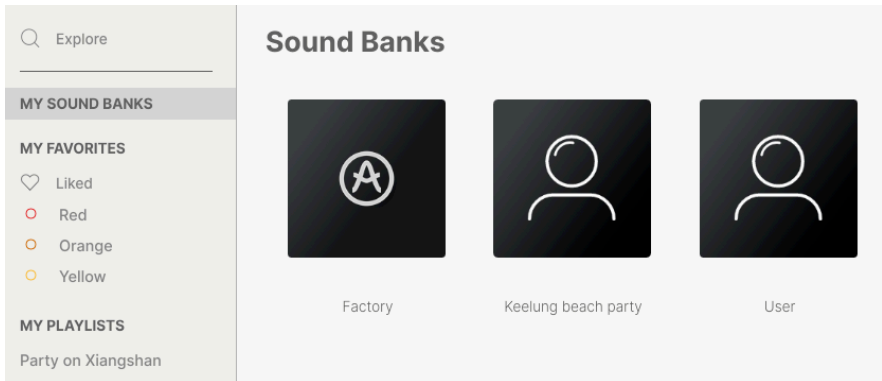 Explore
MY SOUND BANKS
MY FAVORITES
Liked
Red
Orange
Yellow
MY PLAYLISTS
Party on Xiangshan
Sound Banks
Factory
Keelung beach party
User